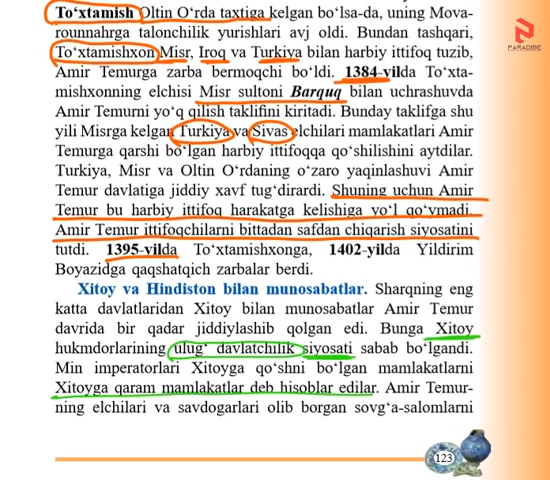 To‘xtamish Oltin O‘rda taxtiga kelgan bo‘lsa-da, uning Mova-
rounnahrga talonchilik yurishlari avj oldi. Bundan tashqari,
To‘xtamishxon Misr, Iroq va Turkiya bilan harbiy ittifoq tuzib,
Amir Temurga zarba bermoqchi bo‘ldi. 1384-yilda To‘xta-
mishxonning elchisi Misr sultoni Barquq bilan uchrashuvda
Amir Temurni yo‘q qilish taklifini kiritadi. Bunday taklifga shu
yili Misrga kelgan Turkiya va Sivas elchilari mamlakatlari Amir
Temurga qarshi bo‘lgan harbiy ittifoqqa qo‘shilishini aytdilar.
Turkiya, Misr va Oltin O‘rdaning o‘zaro yaqinlashuvi Amir
Temur davlatiga jiddiy xavf tug‘dirardi. Shuning uchun Amir
Temur bu harbiy ittifoq harakatga kelishiga yo‘l qo‘ymadi.
Amir Temur ittifoqchilarni bittadan safdan chiqarish siyosatini
tutdi. 1395-yilda To‘xtamishxonga, 1402-yilda Yildirim
Boyazidga qaqshatqich zarbalar berdi.
Xitoy va Hindiston bilan munosabatlar. Sharqning eng
katta davlatlaridan Xitoy bilan munosabatlar Amir Temur
davrida bir qadar jiddiylashib qolgan edi. Bunga Xitoy
hukmdorlarining ulug‘ davlatchilik siyosati sabab bo‘lgandi.
Min imperatorlari Xitoyga qo‘shni bo‘lgan mamlakatlarni
Xitoyga qaram mamlakatlar deb hisoblar edilar. Amir Temur-
ning elchilari va savdogarlari olib borgan sovg‘a-salomlarni
123
PARADISE